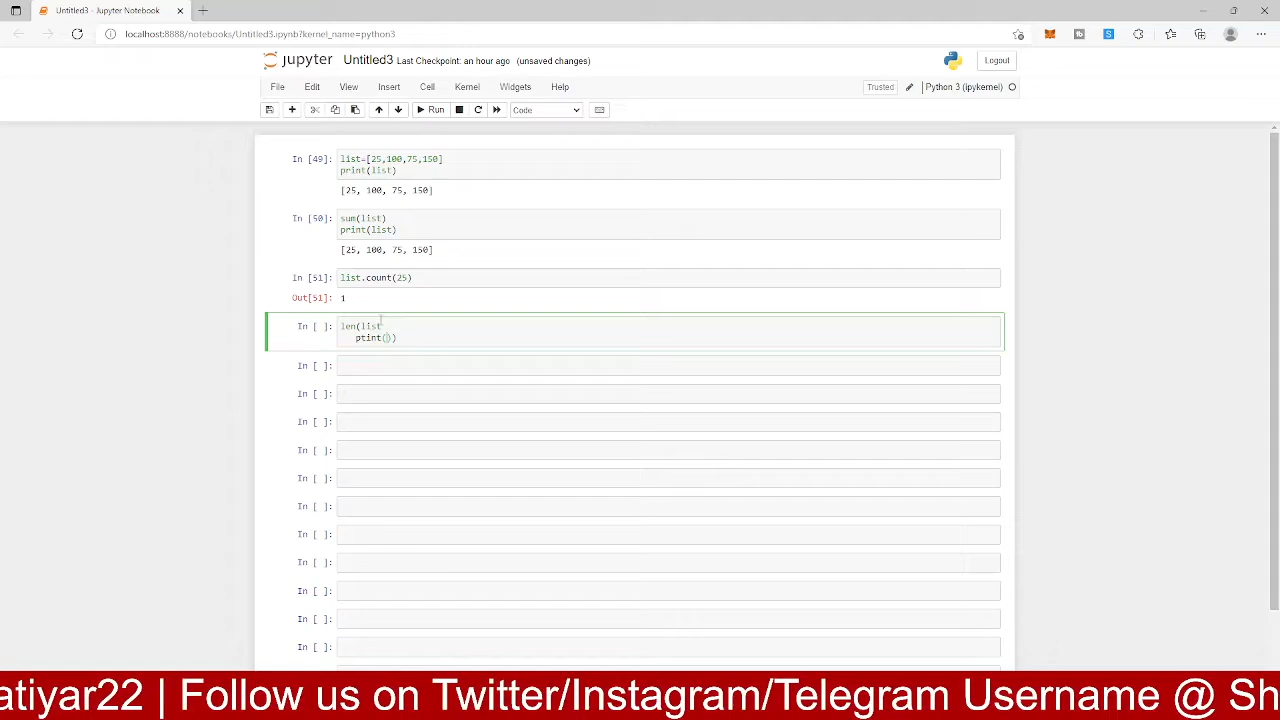 Untitled3 - Jupyter Notebook
localhost:8888/notebooks/Untitled3.ipynb?kernel_name=python3
jupyter Untitled3 Last Checkpoint: an hour ago (unsaved changes)
Logout
File Edit View Insert Cell Kernel Widgets Help
Trusted Python 3 (ipykernel)
Run Code
In [49]: list=[25,100,75,150]
print(list)
[25, 100, 75, 150]
In [50]: sum(list)
print(list)
[25, 100, 75, 150]
In [51]: list.count(25)
Out[51]: 1
In [ ]: len(list
ptint())
In [ ]:
In [ ]:
In [ ]:
In [ ]:
In [ ]:
In [ ]:
In [ ]:
In [ ]:
In [ ]:
In [ ]:
In [ ]:
atiyar22 | Follow us on Twitter/Instagram/Telegram Username @ Sh